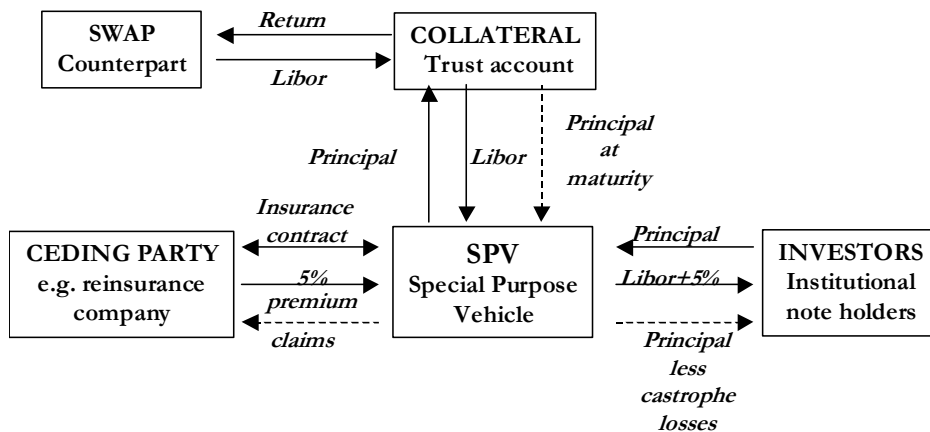 SWAP
Counterpart
Return
Libor
COLLATERAL
Trust account
Principal
Libor
Principal
at
maturity
CEDING PARTY
e.g. reinsurance
company
Insurance
contract
5%
premium
claims
SPV
Special Purpose
Vehicle
Principal
Libor+5%
Principal
less
castrophe
losses
INVESTORS
Institutional
note holders